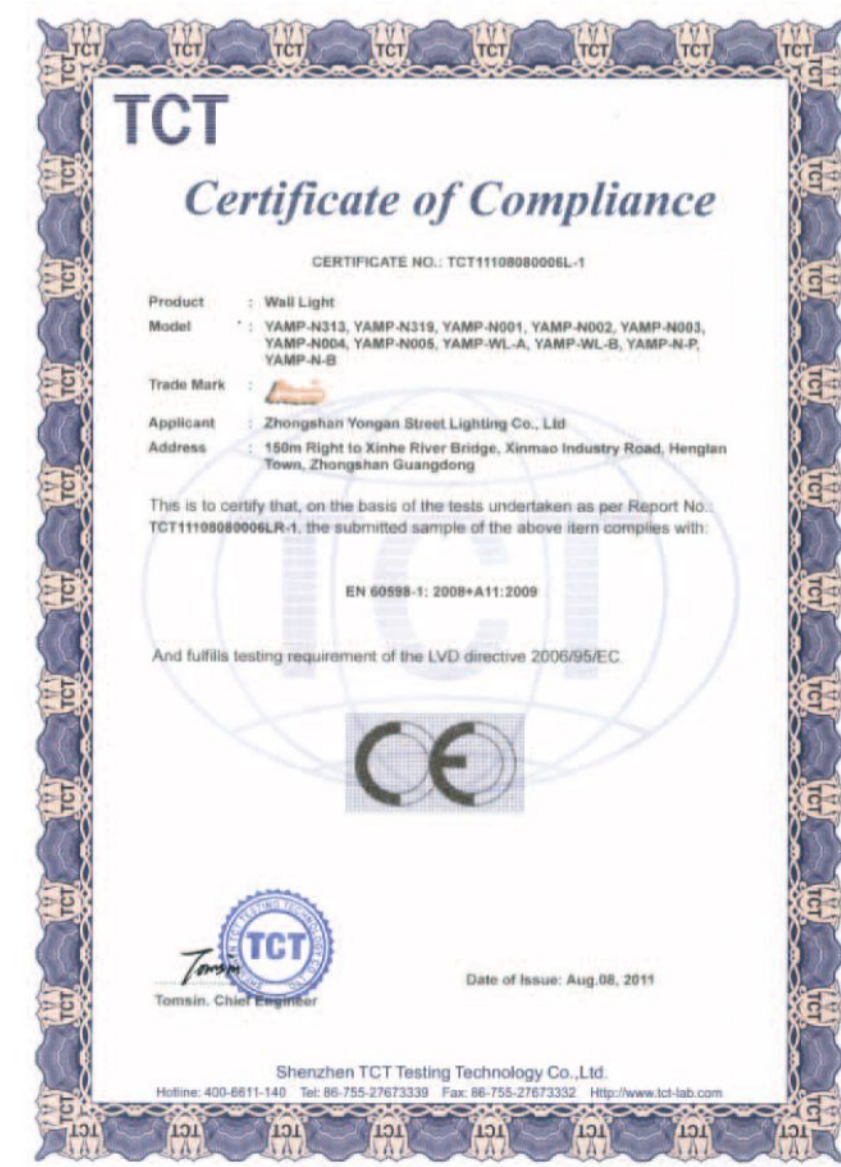 TCT
Certificate of Compliance
CERTIFICATE NO.: TCT11108080006L-1
Product : Wall Light
Model : YAMP-N313, YAMP-N319, YAMP-N001, YAMP-N002, YAMP-N003,
YAMP-N004, YAMP-N005, YAMP-WL-A, YAMP-WL-B, YAMP-N-P,
YAMP-N-B
Trade Mark :
Applicant : Zhongshan Yongan Street Lighting Co., Ltd
Address : 150m Right to Xinhe River Bridge, Xinmao Industry Road, Henglan
Town, Zhongshan Guangdong
This is to certify that, on the basis of the tests undertaken as per Report No.:
TCT11108080006LR-1, the submitted sample of the above item complies with:
EN 60598-1: 2008+A11:2009
And fulfills testing requirement of the LVD directive 2006/95/EC.
CE
TCT
Tomsin
Tomsin. Chief Engineer
Date of Issue: Aug.08, 2011
Shenzhen TCT Testing Technology Co.,Ltd.
Hotline: 400-6611-140 Tel: 86-755-27673339 Fax: 86-755-27673332 Http://www.tct-lab.com